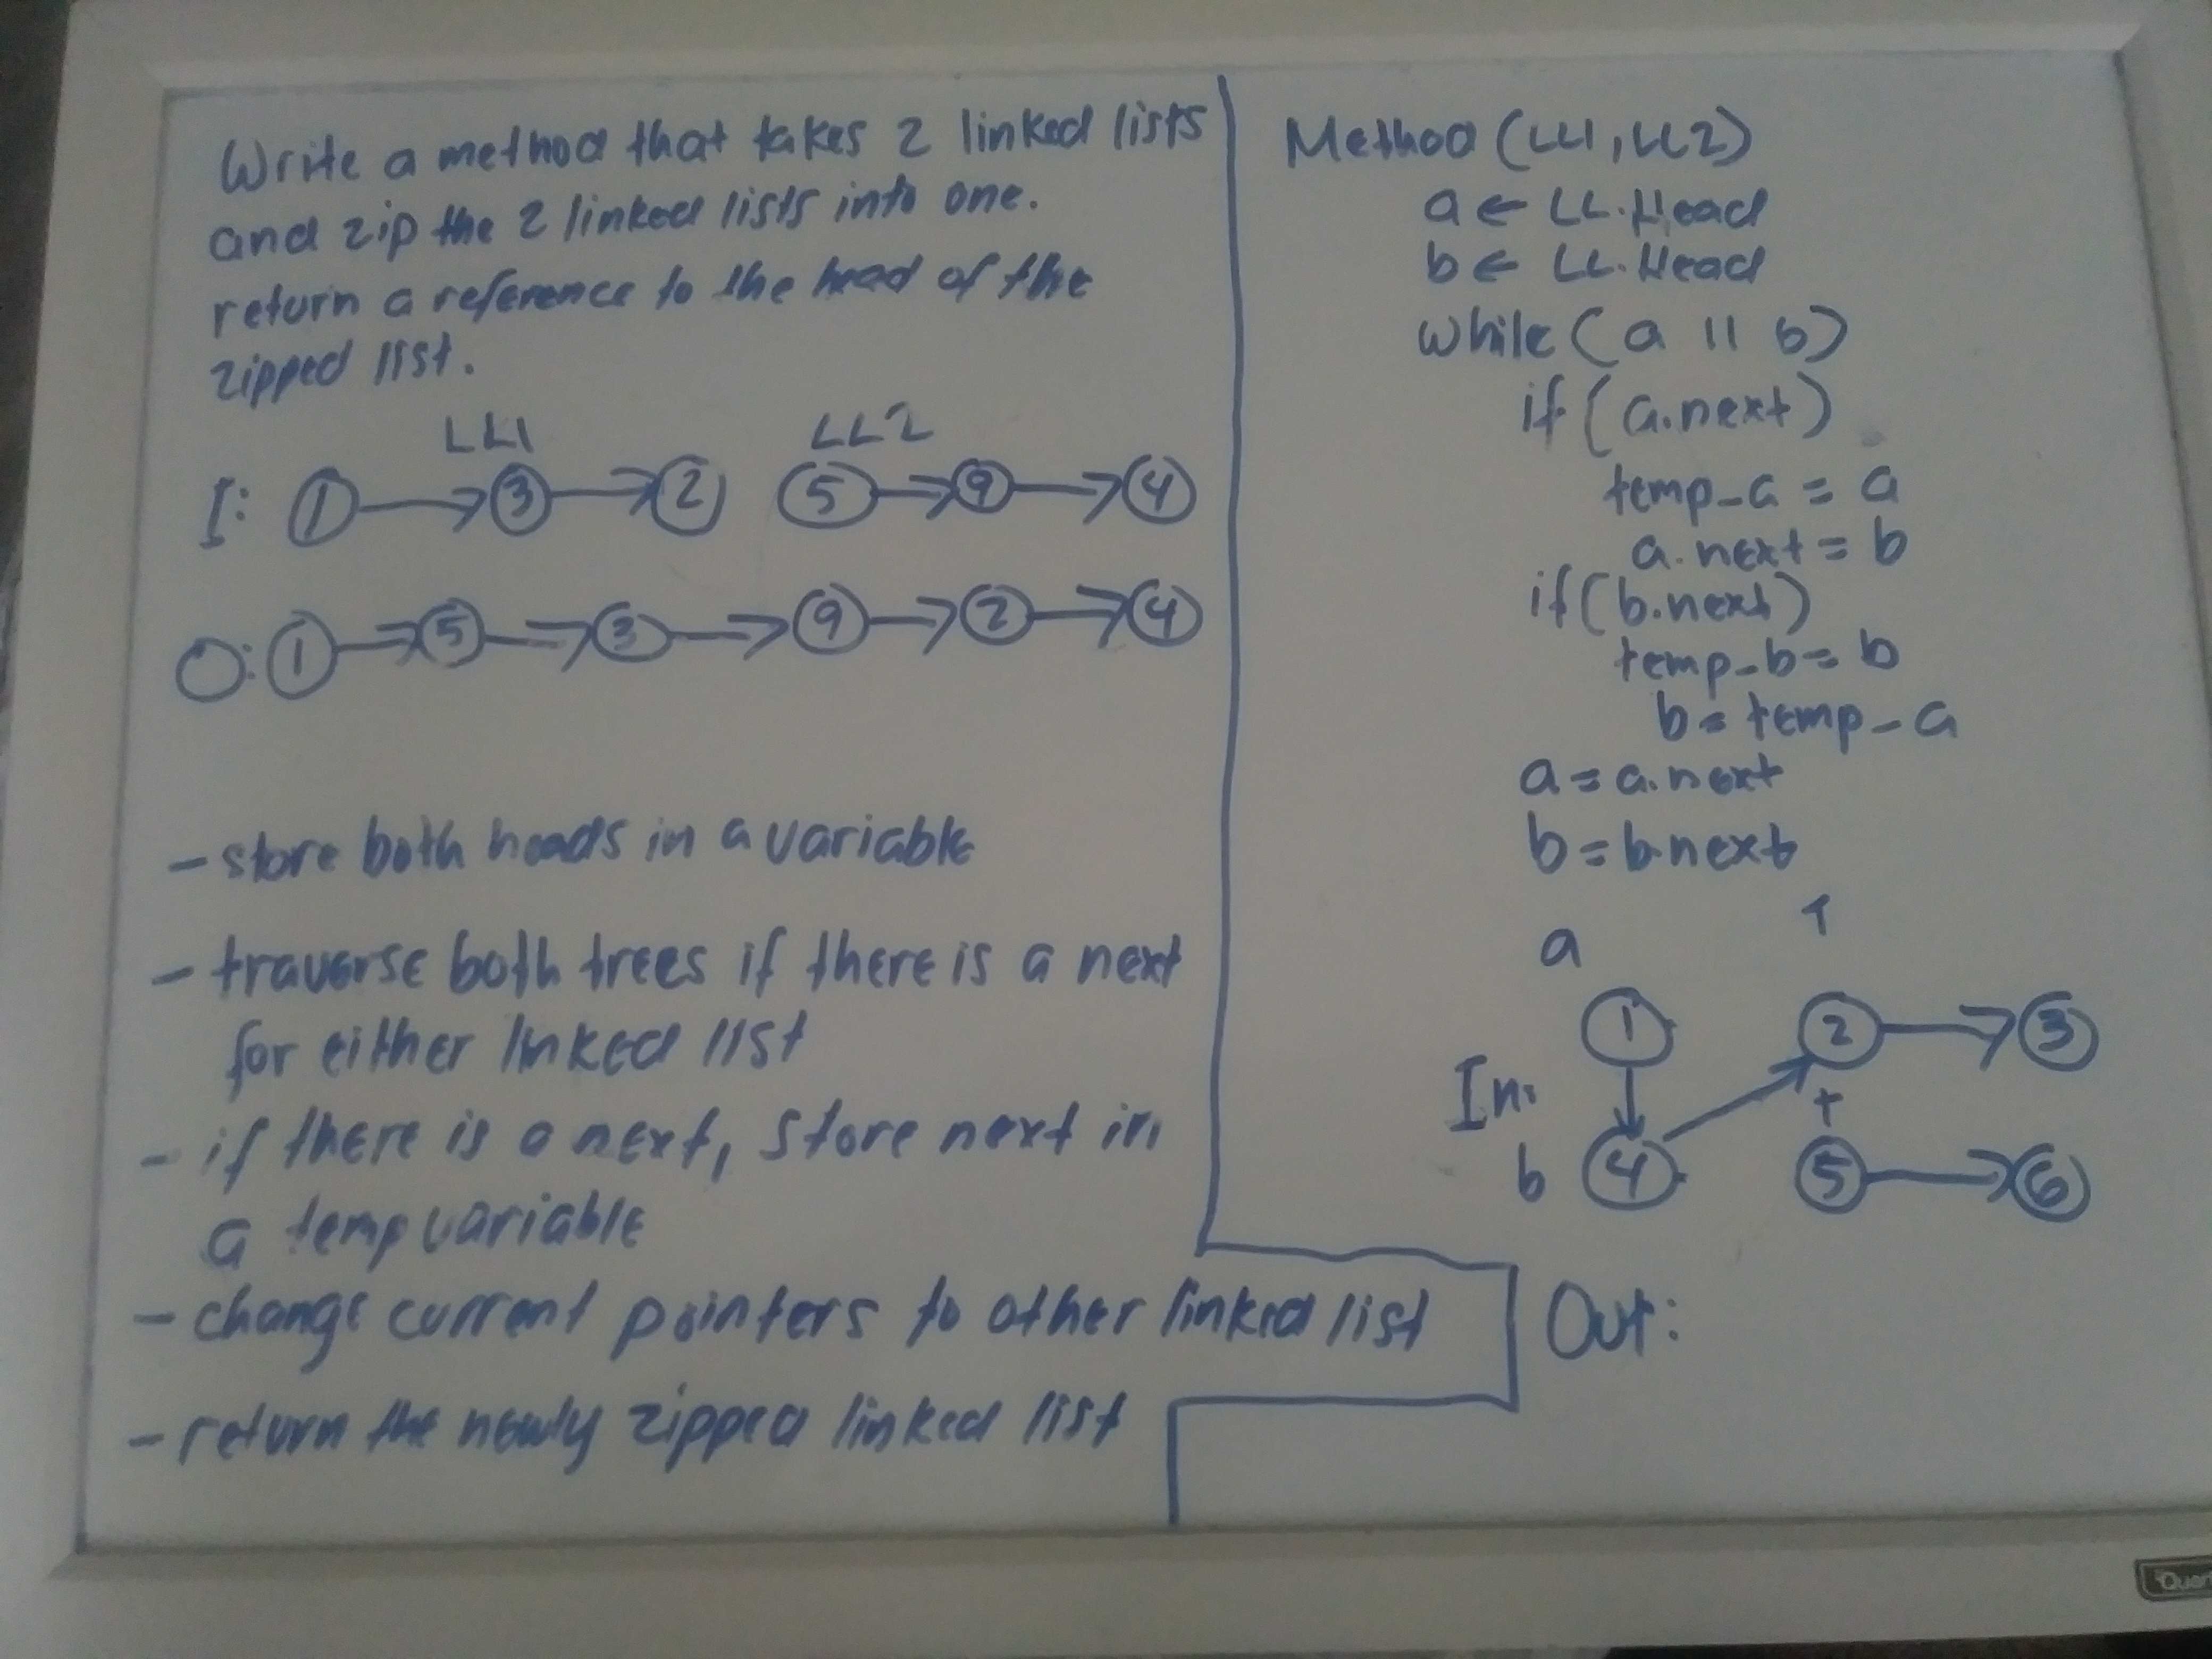 Write a method that takes 2 linked lists
and zip the 2 linked lists into one.
return a reference to the head of the
zipped list.
LL1 LL2
I: 1 3 2 5 9 4
O: 1 5 3 9 2 4
- store both heads in a variable
- traverse both trees if there is a next
for either linked list
- if there is a next, store next in
a temp variable
- change current pointers to other linked list
- return the newly zipped linked list
Method (LL1, LL2)
a ← LL.Head
b ← LL.Head
while (a || b)
if (a.next)
temp_a = a
a.next = b
if (b.next)
temp_b = b
b = temp_a
a = a.next
b = b.next
a
1 2 3
In:
b 4 5 6
Out: